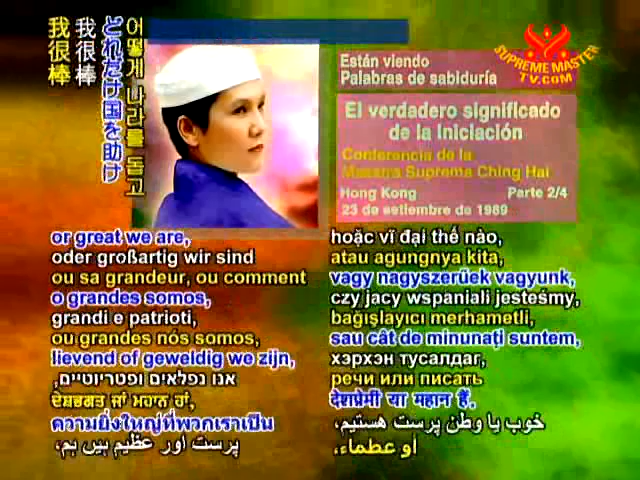 我很棒
我很棒
どれだけ国を助け
어떻게 나라를 돕고
SUPREME MASTER
TV.COM
Están viendo
Palabras de sabiduría
El verdadero significado
de la iniciación
Conferencia de la
Maestra Suprema Ching Hai
Hong Kong Parte 2/4
23 de setiembre de 1989
or great we are,
oder großartig wir sind
ou sa grandeur, ou comment
o grandes somos,
grandi e patrioti,
ou grandes nós somos,
lievend of geweldig we zijn,
אנו נפלאים ופטריוטיים,
ਦੇਸ਼ਭਗਤ ਜਾਂ ਮਹਾਨ ਹਾਂ,
ความยิ่งใหญ่ที่พวกเราเป็น
پرست اور عظیم ہیں ہم،
hoặc vĩ đại thế nào,
atau agungnya kita,
vagy nagyszerűek vagyunk,
czy jacy wspaniali jesteśmy,
bağışlayıcı merhametli,
sau cât de minunați suntem,
хэрхэн тусалдаг,
речи или писать
देशप्रेमी या महान हैं,
خوب یا وطن پرست هستیم،
او عظماء،